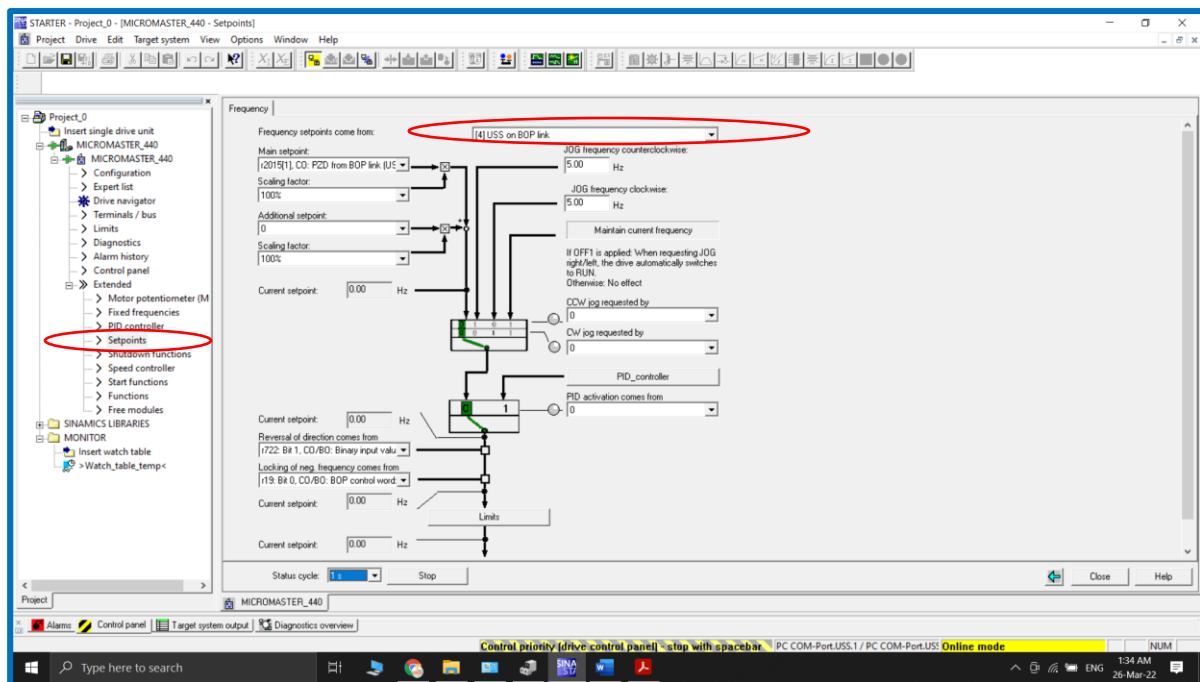 STARTER - Project_0 - [MICROMASTER_440 - Setpoints]
Project Drive Edit Target system View Options Window Help
Project_0
Insert single drive unit
MICROMASTER_440
MICROMASTER_440
Configuration
Expert list
Drive navigator
Terminals / bus
Limits
Diagnostics
Alarm history
Control panel
Extended
Motor potentiometer (M
Fixed frequencies
PID controller
Setpoints
Shutdown functions
Speed controller
Start functions
Functions
Free modules
SINAMICS LIBRARIES
MONITOR
Insert watch table
>Watch_table_temp<
Project
Frequency
Frequency setpoints come from:
[4] USS on BOP link
Main setpoint:
r2015[1], CO: PZD from BOP link (US
Scaling factor:
100%
Additional setpoint:
0
Scaling factor:
100%
Current setpoint: 0.00 Hz
JOG frequency counterclockwise:
5.00 Hz
JOG frequency clockwise:
5.00 Hz
Maintain current frequency
If OFF1 is applied: When requesting JOG
right/left, the drive automatically switches
to RUN.
Otherwise: No effect
CCW jog requested by
0
CW jog requested by
0
PID_controller
PID activation comes from
0
0 1
Current setpoint: 0.00 Hz
Reversal of direction comes from
r722: Bit 1, CO/BO: Binary input valu
Locking of neg. frequency comes from
r19: Bit 0, CO/BO: BOP control word:
Current setpoint: 0.00 Hz
Limits
Current setpoint: 0.00 Hz
Status cycle: 1 s Stop
Close Help
MICROMASTER_440
Alarms Control panel Target system output Diagnostics overview
Control priority [drive control panel] - stop with spacebar PC COM-Port.USS.1 / PC COM-Port.USS Online mode NUM
Type here to search
ENG
1:34 AM
26-Mar-22